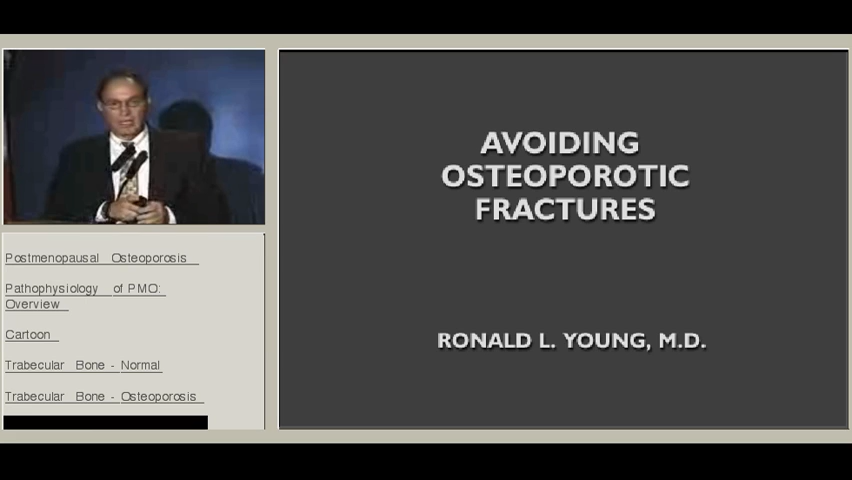 AVOIDING
OSTEOPOROTIC
FRACTURES
RONALD L. YOUNG, M.D.
Postmenopausal Osteoporosis
Pathophysiology of PMO:
Overview
Cartoon
Trabecular Bone - Normal
Trabecular Bone - Osteoporosis